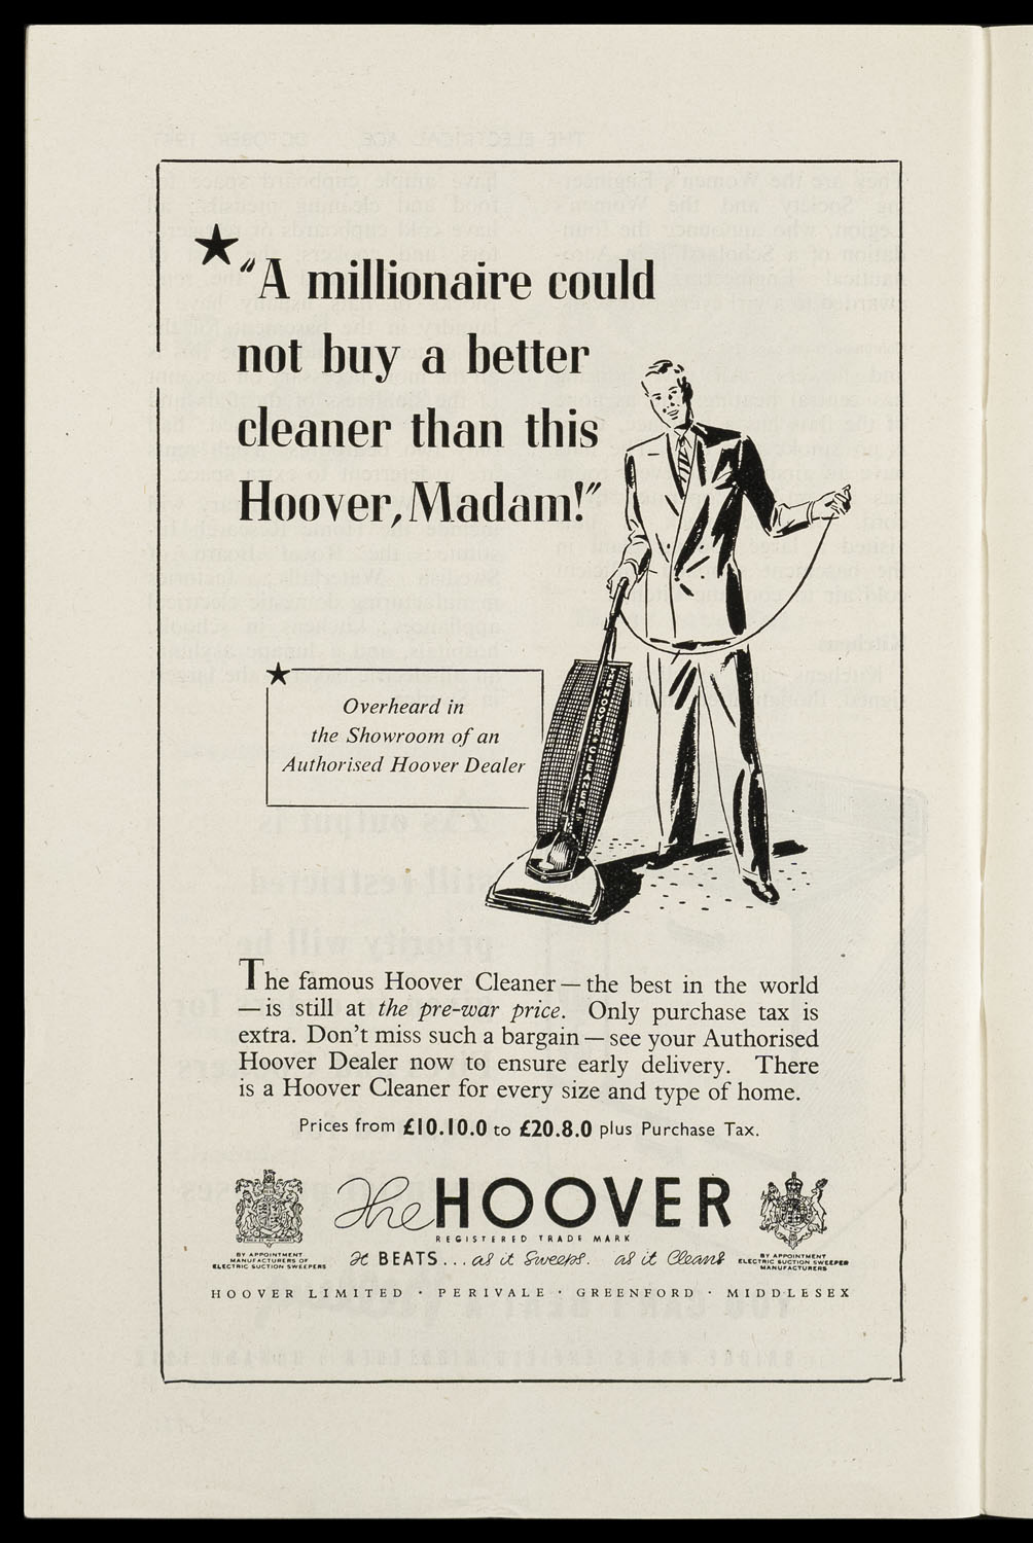 ★ "A millionaire could
not buy a better
cleaner than this
Hoover, Madam!"
★
Overheard in
the Showroom of an
Authorised Hoover Dealer
THE HOOVER CLEANER
The famous Hoover Cleaner — the best in the world
— is still at the pre-war price. Only purchase tax is
extra. Don't miss such a bargain — see your Authorised
Hoover Dealer now to ensure early delivery. There
is a Hoover Cleaner for every size and type of home.
Prices from £10.10.0 to £20.8.0 plus Purchase Tax.
The HOOVER
REGISTERED TRADE MARK
It BEATS... as it Sweeps. as it Cleans
BY APPOINTMENT
MANUFACTURERS OF
ELECTRIC SUCTION SWEEPERS
BY APPOINTMENT
ELECTRIC SUCTION SWEEPER
MANUFACTURERS
HOOVER LIMITED · PERIVALE · GREENFORD · MIDDLESEX